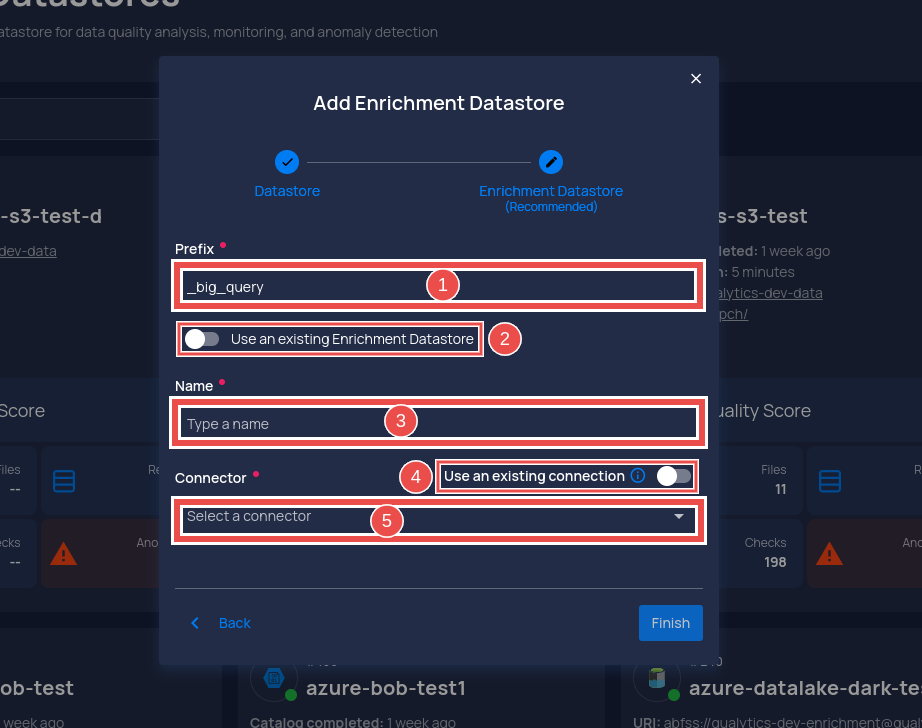 Datastores
atastore for data quality analysis, monitoring, and anomaly detection
Add Enrichment Datastore
Datastore
Enrichment Datastore
(Recommended)
-s3-test-d
s-s3-test
dev-data
leted: 1 week ago
n: 5 minutes
alytics-dev-data
pch/
Prefix
_big_query
1
Use an existing Enrichment Datastore
2
Name
Type a name
3
Score
uality Score
Connector
4
Use an existing connection
Select a connector
5
Files
--
Re
Files
11
R
cks
--
Ano
Checks
198
Ano
Back
Finish
ob-test
azure-bob-test1
azure-datalake-dark-te
week ago
Catalog completed: 1 week ago
URI: abfss://qualytics-dev-enrichment@qua